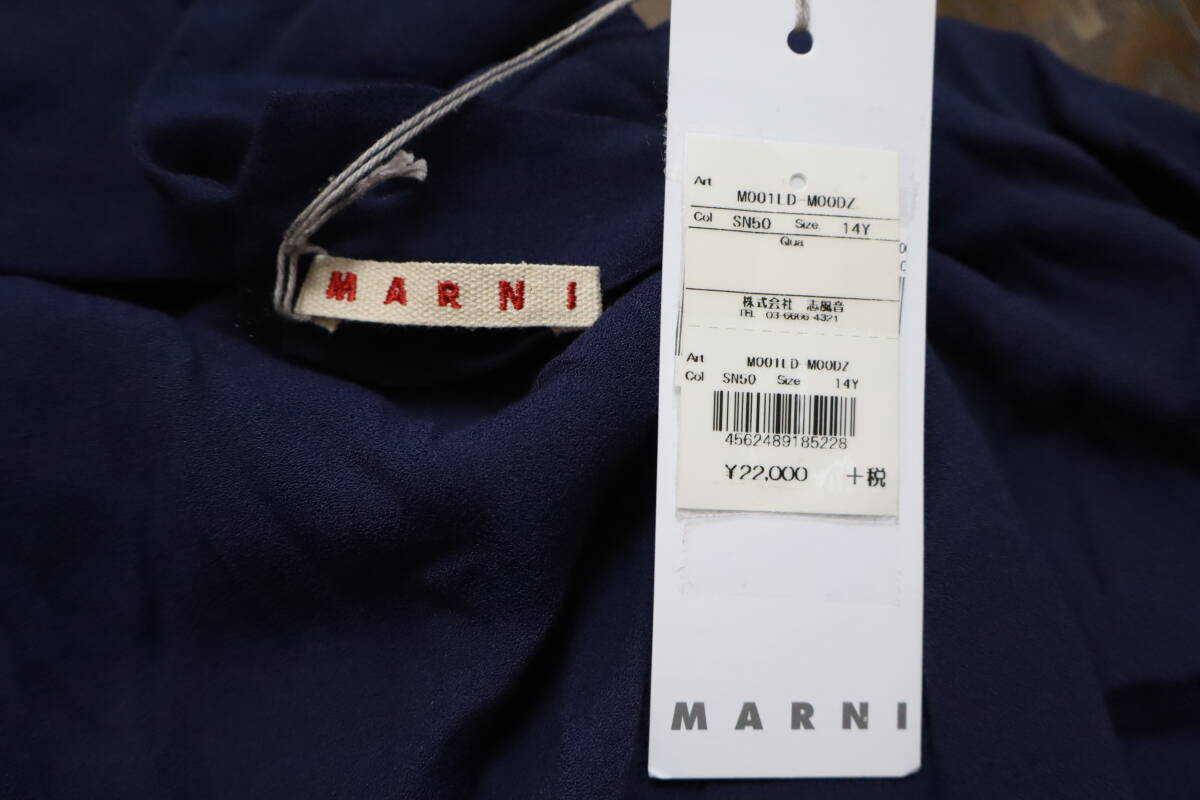 MARNI
Art M001LD-M00DZ
Col SN50 Size 14Y
Qua
株式会社 志風音
TEL 03-6666-4321
Art M001LD-M00DZ
Col SN50 Size 14Y
4562489185228
¥22,000 +税
MARNI